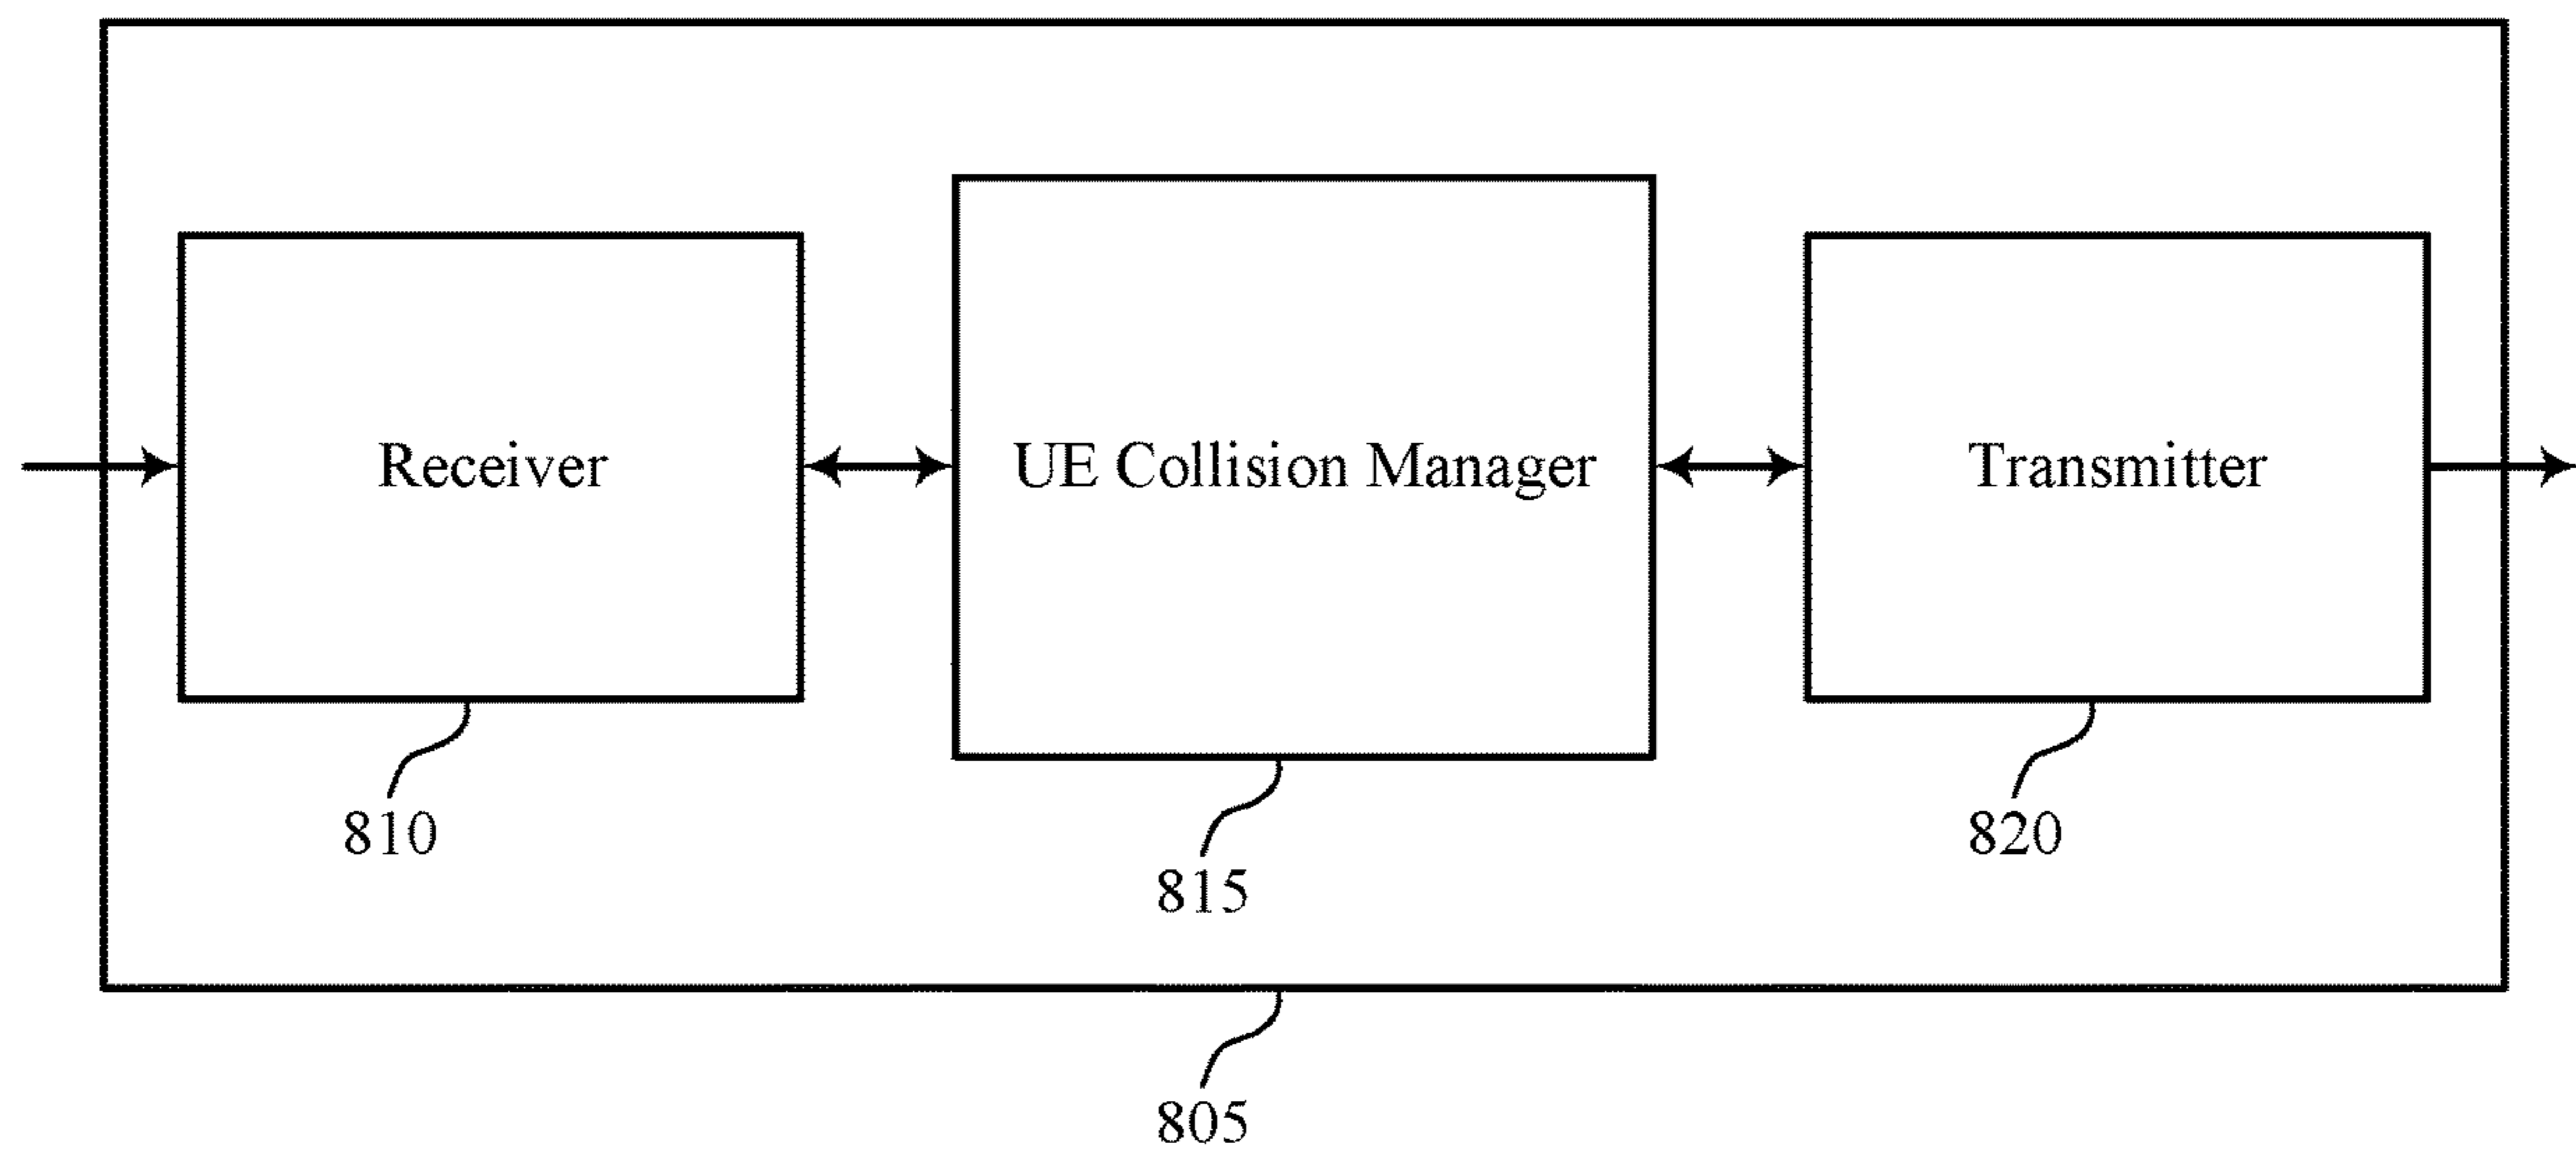 Receiver
UE Collision Manager
Transmitter
810
815
820
805